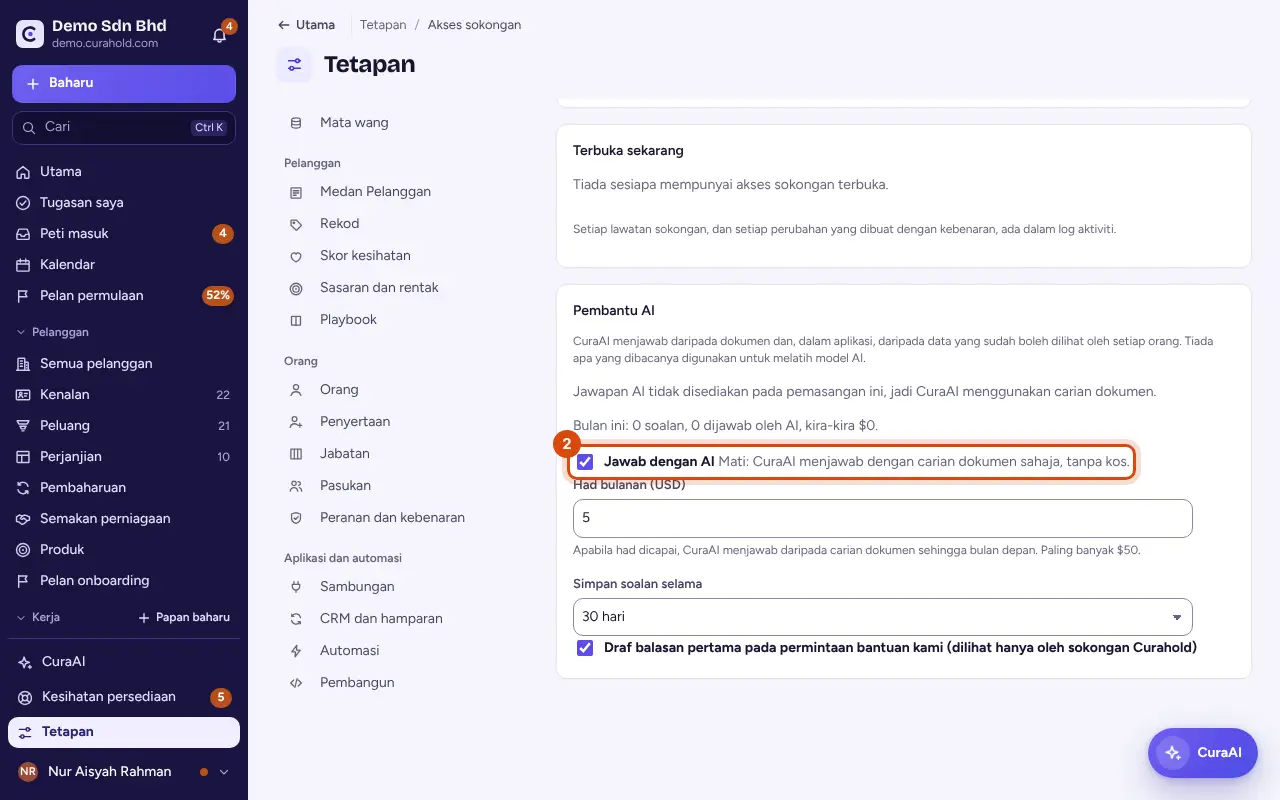 Demo Sdn Bhd
demo.curahold.com
4
Baharu
Cari
Ctrl K
Utama
Tugasan saya
Peti masuk
4
Kalendar
Pelan permulaan
52%
Pelanggan
Semua pelanggan
Kenalan
22
Peluang
21
Perjanjian
10
Pembaharuan
Semakan perniagaan
Produk
Pelan onboarding
Kerja
Papan baharu
CuraAI
Kesihatan persediaan
5
Tetapan
NR
Nur Aisyah Rahman
Utama
Tetapan / Akses sokongan
Tetapan
Mata wang
Pelanggan
Medan Pelanggan
Rekod
Skor kesihatan
Sasaran dan rentak
Playbook
Orang
Orang
Penyertaan
Jabatan
Pasukan
Peranan dan kebenaran
Aplikasi dan automasi
Sambungan
CRM dan hamparan
Automasi
Pembangun
Terbuka sekarang
Tiada sesiapa mempunyai akses sokongan terbuka.
Setiap lawatan sokongan, dan setiap perubahan yang dibuat dengan kebenaran, ada dalam log aktiviti.
Pembantu AI
CuraAI menjawab daripada dokumen dan, dalam aplikasi, daripada data yang sudah boleh dilihat oleh setiap orang. Tiada
apa yang dibacanya digunakan untuk melatih model AI.
Jawapan AI tidak disediakan pada pemasangan ini, jadi CuraAI menggunakan carian dokumen.
Bulan ini: 0 soalan, 0 dijawab oleh AI, kira-kira $0.
2
Jawab dengan AI Mati: CuraAI menjawab dengan carian dokumen sahaja, tanpa kos.
Had bulanan (USD)
5
Apabila had dicapai, CuraAI menjawab daripada carian dokumen sehingga bulan depan. Paling banyak $50.
Simpan soalan selama
30 hari
Draf balasan pertama pada permintaan bantuan kami (dilihat hanya oleh sokongan Curahold)
CuraAI